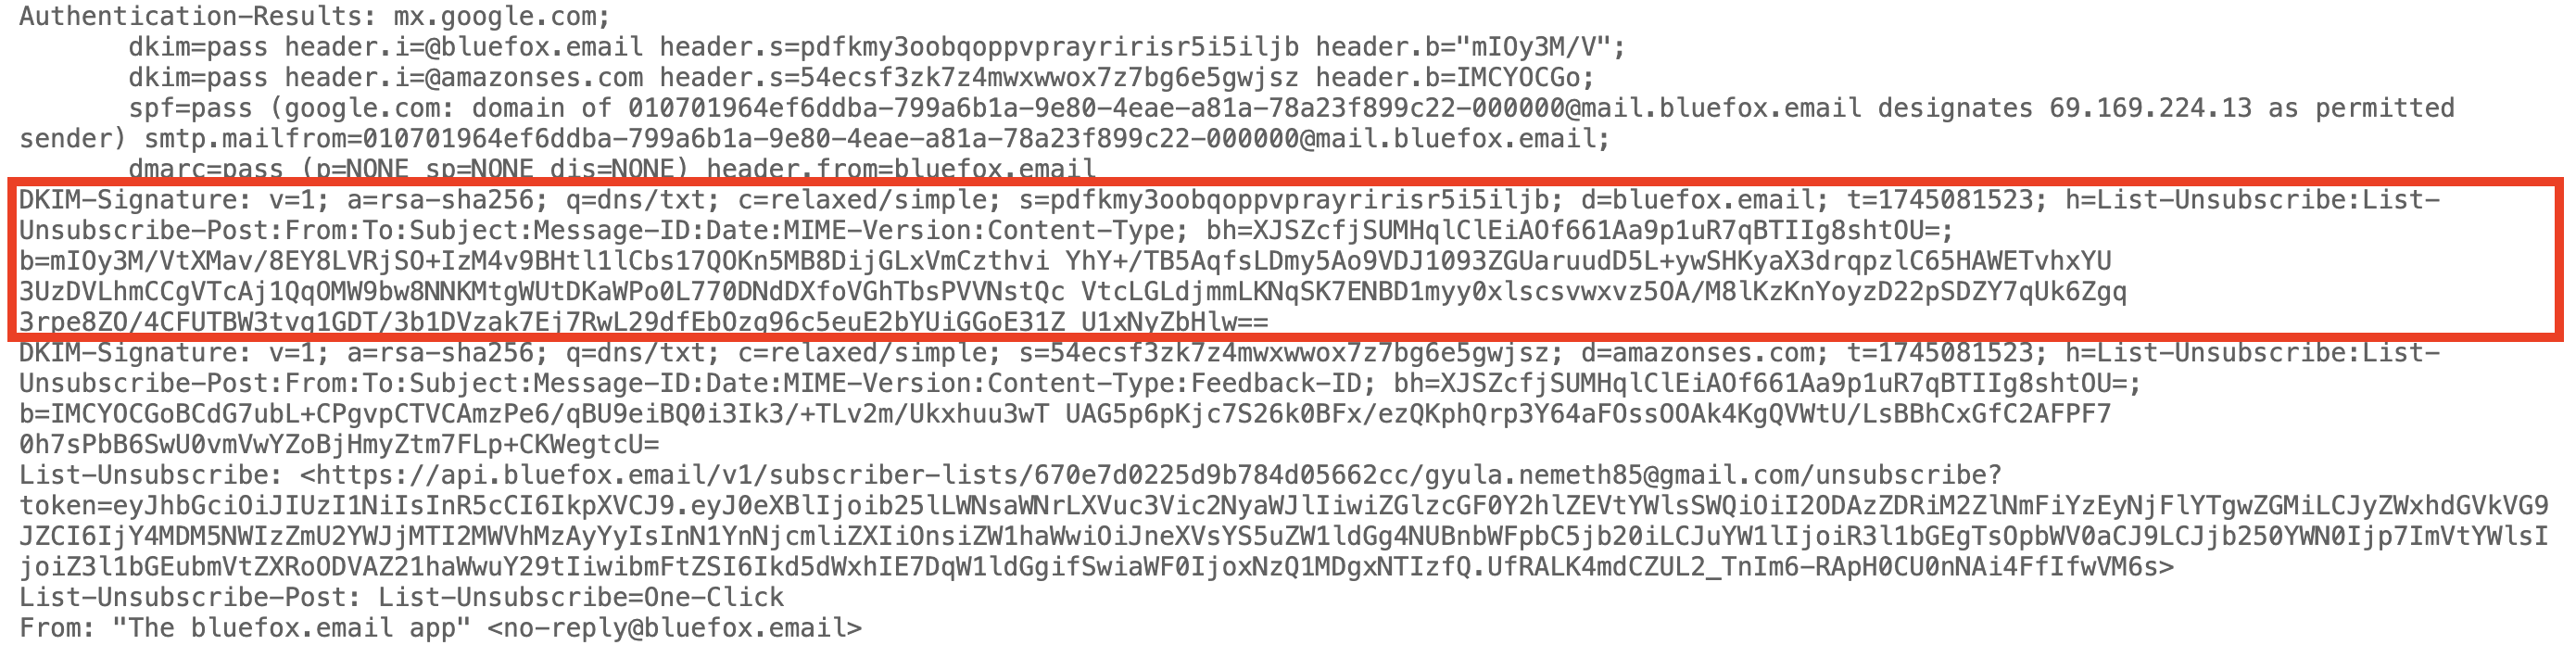 Authentication-Results: mx.google.com;
dkim=pass header.i=@bluefox.email header.s=pdfkmy3oobqoppvprayririsr5i5iljb header.b="mIOy3M/V";
dkim=pass header.i=@amazonses.com header.s=54ecsf3zk7z4mwxwwox7z7bg6e5gwjsz header.b=IMCYOCGo;
spf=pass (google.com: domain of 010701964ef6ddba-799a6b1a-9e80-4eae-a81a-78a23f899c22-000000@mail.bluefox.email designates 69.169.224.13 as permitted
sender) smtp.mailfrom=010701964ef6ddba-799a6b1a-9e80-4eae-a81a-78a23f899c22-000000@mail.bluefox.email;
dmarc=pass (p=NONE sp=NONE dis=NONE) header.from=bluefox.email
DKIM-Signature: v=1; a=rsa-sha256; q=dns/txt; c=relaxed/simple; s=pdfkmy3oobqoppvprayririsr5i5iljb; d=bluefox.email; t=1745081523; h=List-Unsubscribe:List-
Unsubscribe-Post:From:To:Subject:Message-ID:Date:MIME-Version:Content-Type; bh=XJSZcfjSUMHqlClEiAOf661Aa9p1uR7qBTIIg8shtOU=;
b=mIOy3M/VtXMav/8EY8LVRjSO+IzM4v9BHtl1lCbs17QOKn5MB8DijGLxVmCzthvi YhY+/TB5AqfsLDmy5Ao9VDJ1093ZGUaruudD5L+ywSHKyaX3drqpzlC65HAWETvhxYU
3UzDVLhmCCgVTcAj1QqOMW9bw8NNKMtgWUtDKaWPo0L770DNdDXfoVGhTbsPVVNstQc VtcLGLdjmmLKNqSK7ENBD1myy0xlscsvwxvz5OA/M8lKzKnYoyzD22pSDZY7qUk6Zgq
3rpe8ZO/4CFUTBW3tvq1GDT/3b1DVzak7Ej7RwL29dfEbOzq96c5euE2bYUiGGoE31Z U1xNyZbHlw==
DKIM-Signature: v=1; a=rsa-sha256; q=dns/txt; c=relaxed/simple; s=54ecsf3zk7z4mwxwwox7z7bg6e5gwjsz; d=amazonses.com; t=1745081523; h=List-Unsubscribe:List-
Unsubscribe-Post:From:To:Subject:Message-ID:Date:MIME-Version:Content-Type:Feedback-ID; bh=XJSZcfjSUMHqlClEiAOf661Aa9p1uR7qBTIIg8shtOU=;
b=IMCYOCGoBCdG7ubL+CPgvpCTVCAmzPe6/qBU9eiBQ0i3Ik3/+TLv2m/Ukxhuu3wT UAG5p6pKjc7S26k0BFx/ezQKphQrp3Y64aFOssOOAk4KgQVWtU/LsBBhCxGfC2AFPF7
0h7sPbB6SwU0vmVwYZoBjHmyZtm7FLp+CKWegtcU=
List-Unsubscribe: <https://api.bluefox.email/v1/subscriber-lists/670e7d0225d9b784d05662cc/gyula.nemeth85@gmail.com/unsubscribe?
token=eyJhbGciOiJIUzI1NiIsInR5cCI6IkpXVCJ9.eyJ0eXBlIjoib25lLWNsaWNrLXVuc3Vic2NyaWJlIiwiZGlzcGF0Y2hlZEVtYWlsSWQiOiI2ODAzZDRiM2ZlNmFiYzEyNjFlYTgwZGMiLCJyZWxhdGVkVG9
JZCI6IjY4MDM5NWIzZmU2YWJjMTI2MWVhMzAyYyIsInN1YnNjcmliZXIiOnsiZW1haWwiOiJneXVsYS5uZW1ldGg4NUBnbWFpbC5jb20iLCJuYW1lIjoiR3l1bGEgTsOpbWV0aCJ9LCJjb250YWN0Ijp7ImVtYWlsI
joiZ3l1bGEubmVtZXRoODVAZ21haWwuY29tIiwibmFtZSI6Ikd5dWxhIE7DqW1ldGgifSwiaWF0IjoxNzQ1MDgxNTIzfQ.UfRALK4mdCZUL2_TnIm6-RApH0CU0nNAi4FfIfwVM6s>
List-Unsubscribe-Post: List-Unsubscribe=One-Click
From: "The bluefox.email app" <no-reply@bluefox.email>